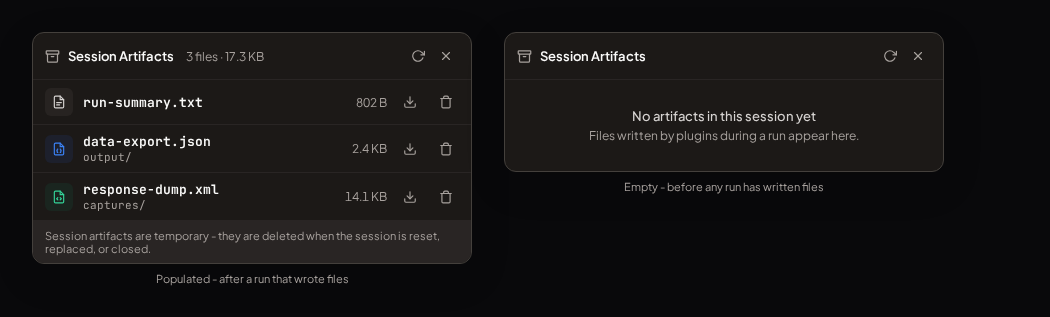 Session Artifacts 3 files · 17.3 KB
run-summary.txt 802 B
data-export.json 2.4 KB
output/
response-dump.xml 14.1 KB
captures/
Session artifacts are temporary - they are deleted when the session is reset,
replaced, or closed.
Populated - after a run that wrote files
Session Artifacts
No artifacts in this session yet
Files written by plugins during a run appear here.
Empty - before any run has written files